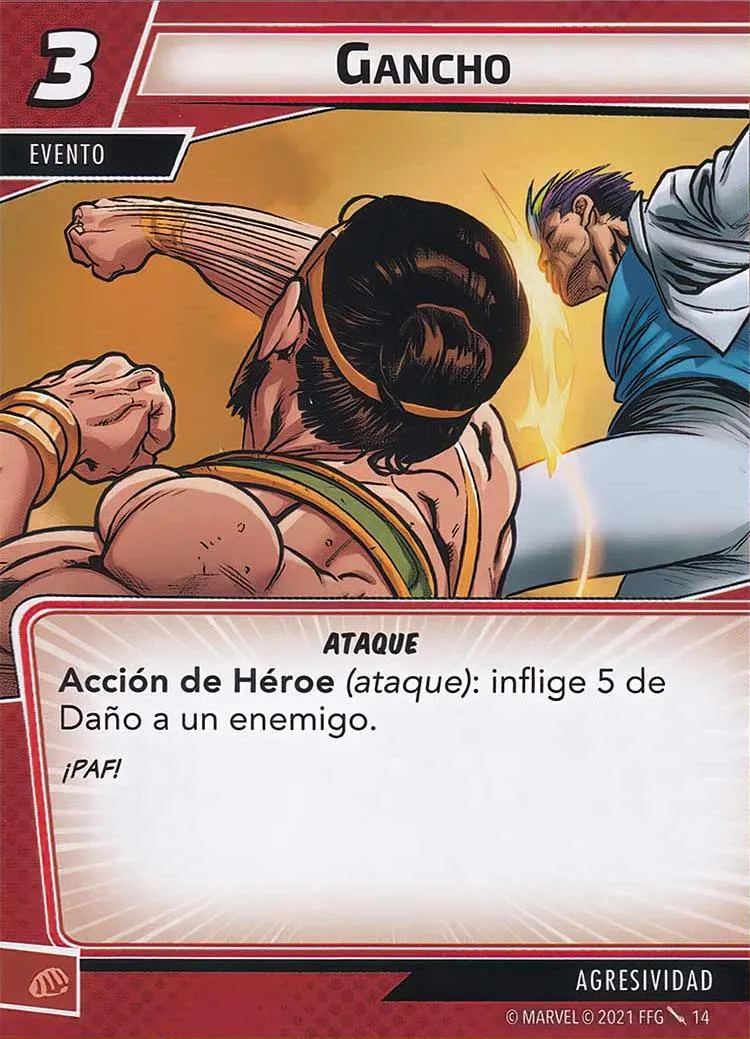 3
GANCHO
EVENTO
ATAQUE
Acción de Héroe (ataque): inflige 5 de
Daño a un enemigo.
¡PAF!
AGRESIVIDAD
© MARVEL © 2021 FFG 14